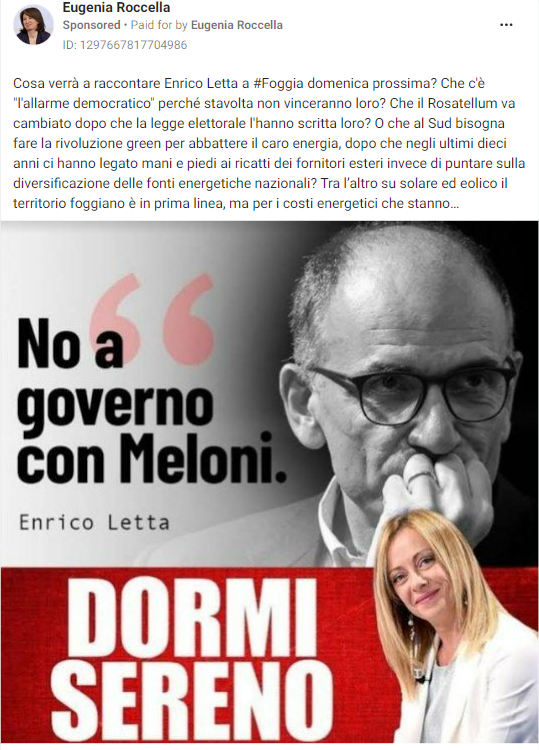 Eugenia Roccella
Sponsored • Paid for by Eugenia Roccella
ID: 1297667817704986
Cosa verrà a raccontare Enrico Letta a #Foggia domenica prossima? Che c'è
"l'allarme democratico" perché stavolta non vinceranno loro? Che il Rosatellum va
cambiato dopo che la legge elettorale l'hanno scritta loro? O che al Sud bisogna
fare la rivoluzione green per abbattere il caro energia, dopo che negli ultimi dieci
anni ci hanno legato mani e piedi ai ricatti dei fornitori esteri invece di puntare sulla
diversificazione delle fonti energetiche nazionali? Tra l’altro su solare ed eolico il
territorio foggiano è in prima linea, ma per i costi energetici che stanno...
“
No a
governo
con Meloni.
Enrico Letta
DORMI
SERENO